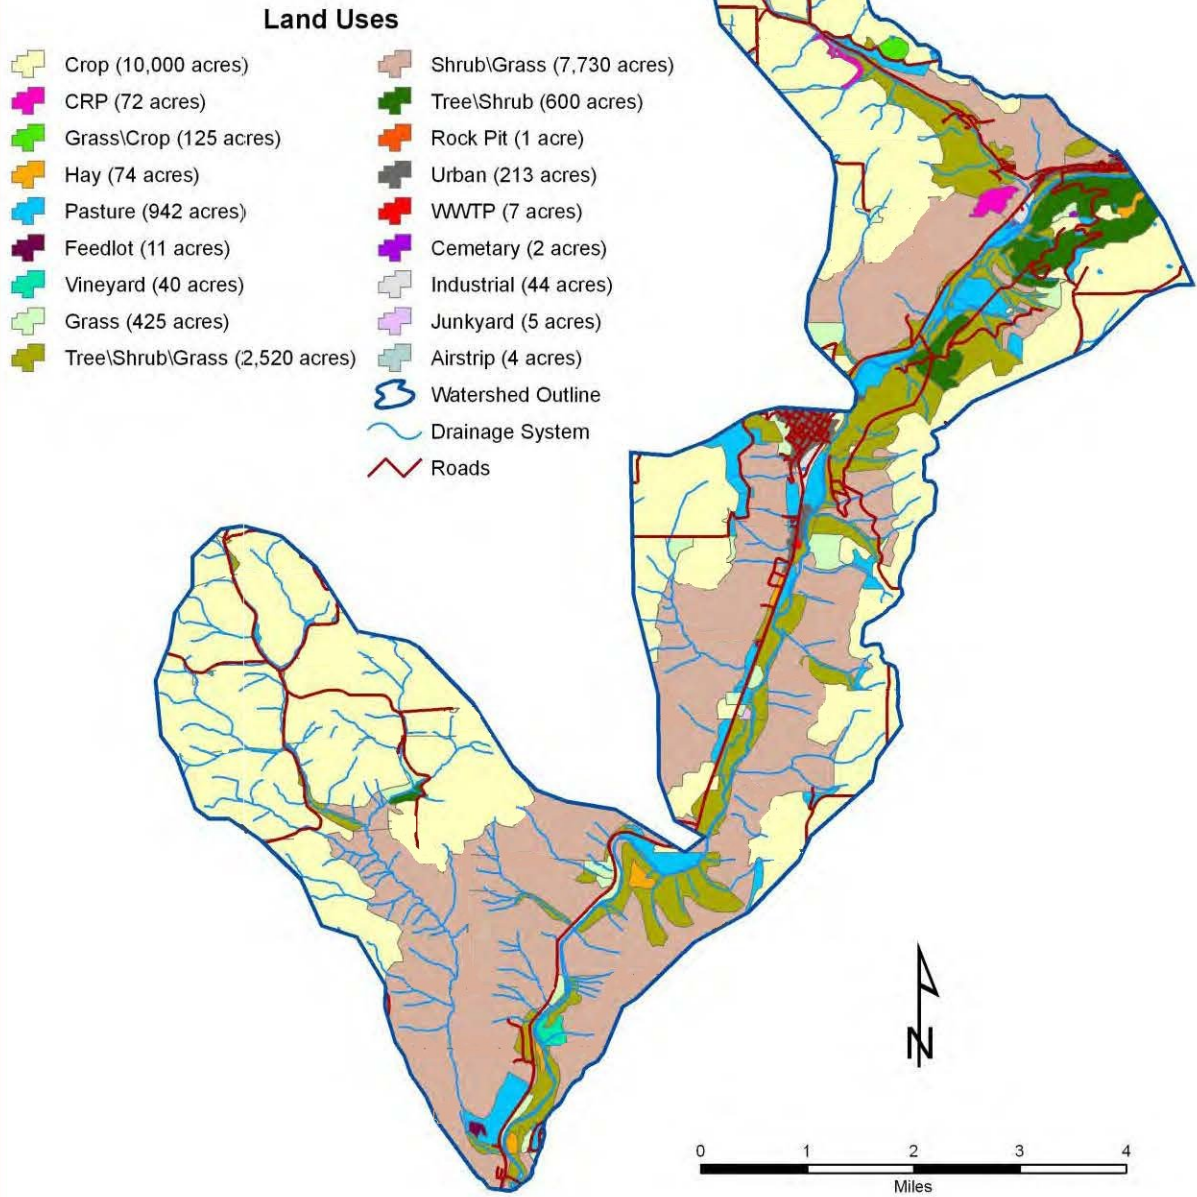 Land Uses
Crop (10,000 acres)
CRP (72 acres)
Grass\Crop (125 acres)
Hay (74 acres)
Pasture (942 acres)
Feedlot (11 acres)
Vineyard (40 acres)
Grass (425 acres)
Tree\Shrub\Grass (2,520 acres)
Shrub\Grass (7,730 acres)
Tree\Shrub (600 acres)
Rock Pit (1 acre)
Urban (213 acres)
WWTP (7 acres)
Cemetary (2 acres)
Industrial (44 acres)
Junkyard (5 acres)
Airstrip (4 acres)
Watershed Outline
Drainage System
Roads
N
0 1 2 3 4
Miles